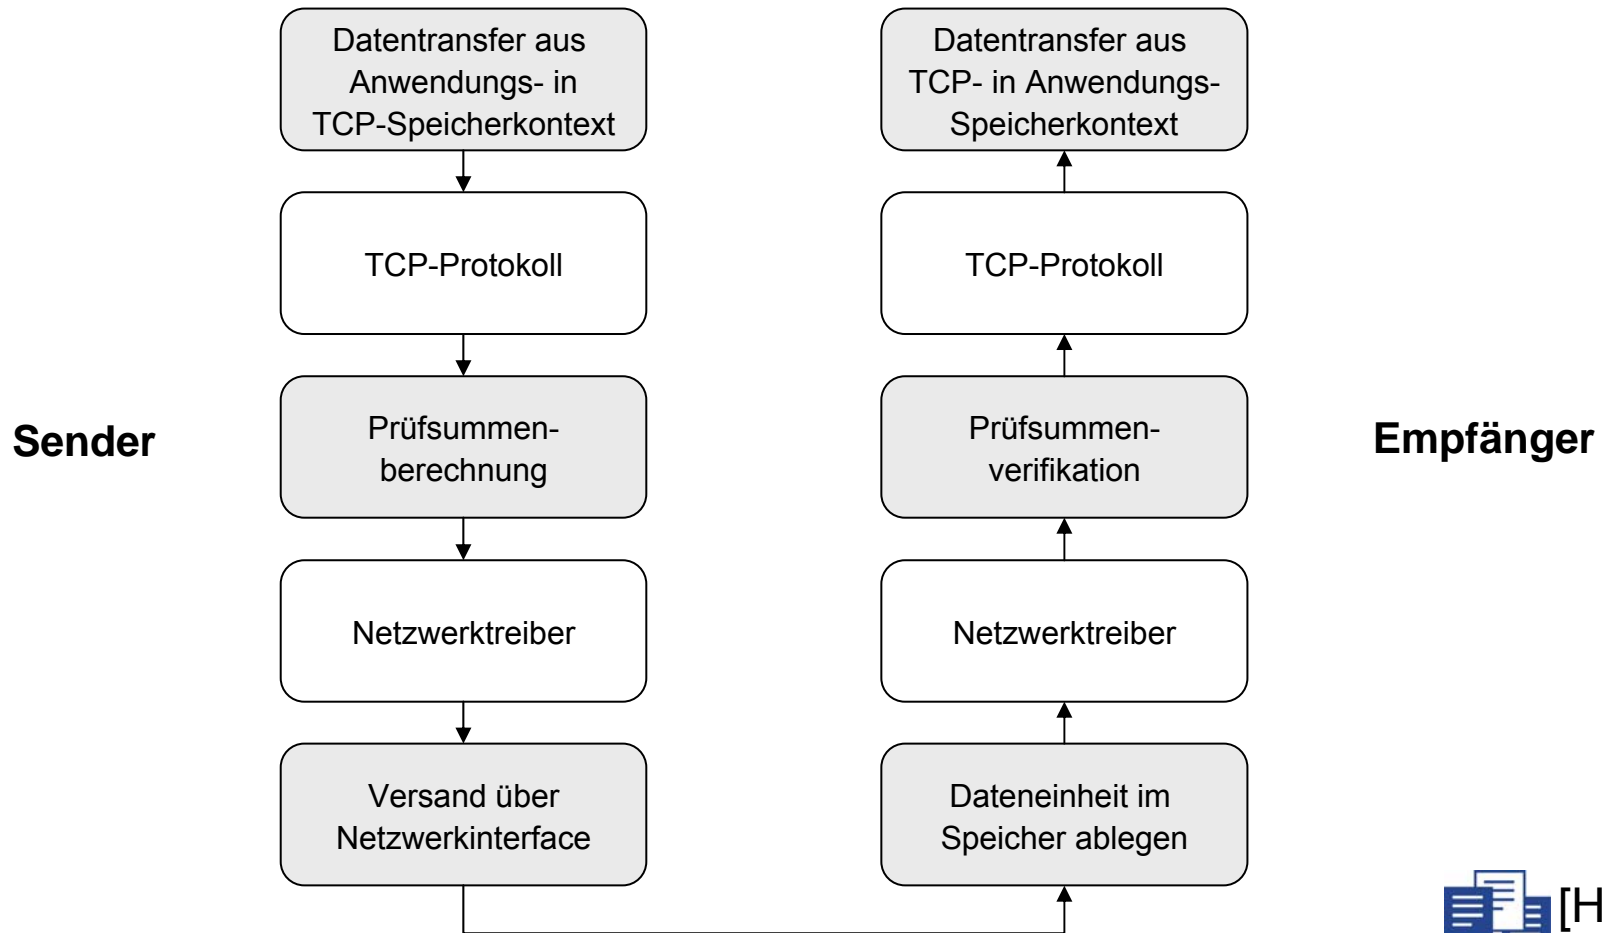 Datentransfer aus
Anwendungs- in
TCP-Speicherkontext
TCP-Protokoll
Prüfsummen-
berechnung
Netzwerktreiber
Versand über
Netzwerkinterface
Sender
Datentransfer aus
TCP- in Anwendungs-
Speicherkontext
TCP-Protokoll
Prüfsummen-
verifikation
Netzwerktreiber
Dateneinheit im
Speicher ablegen
Empfänger
[H